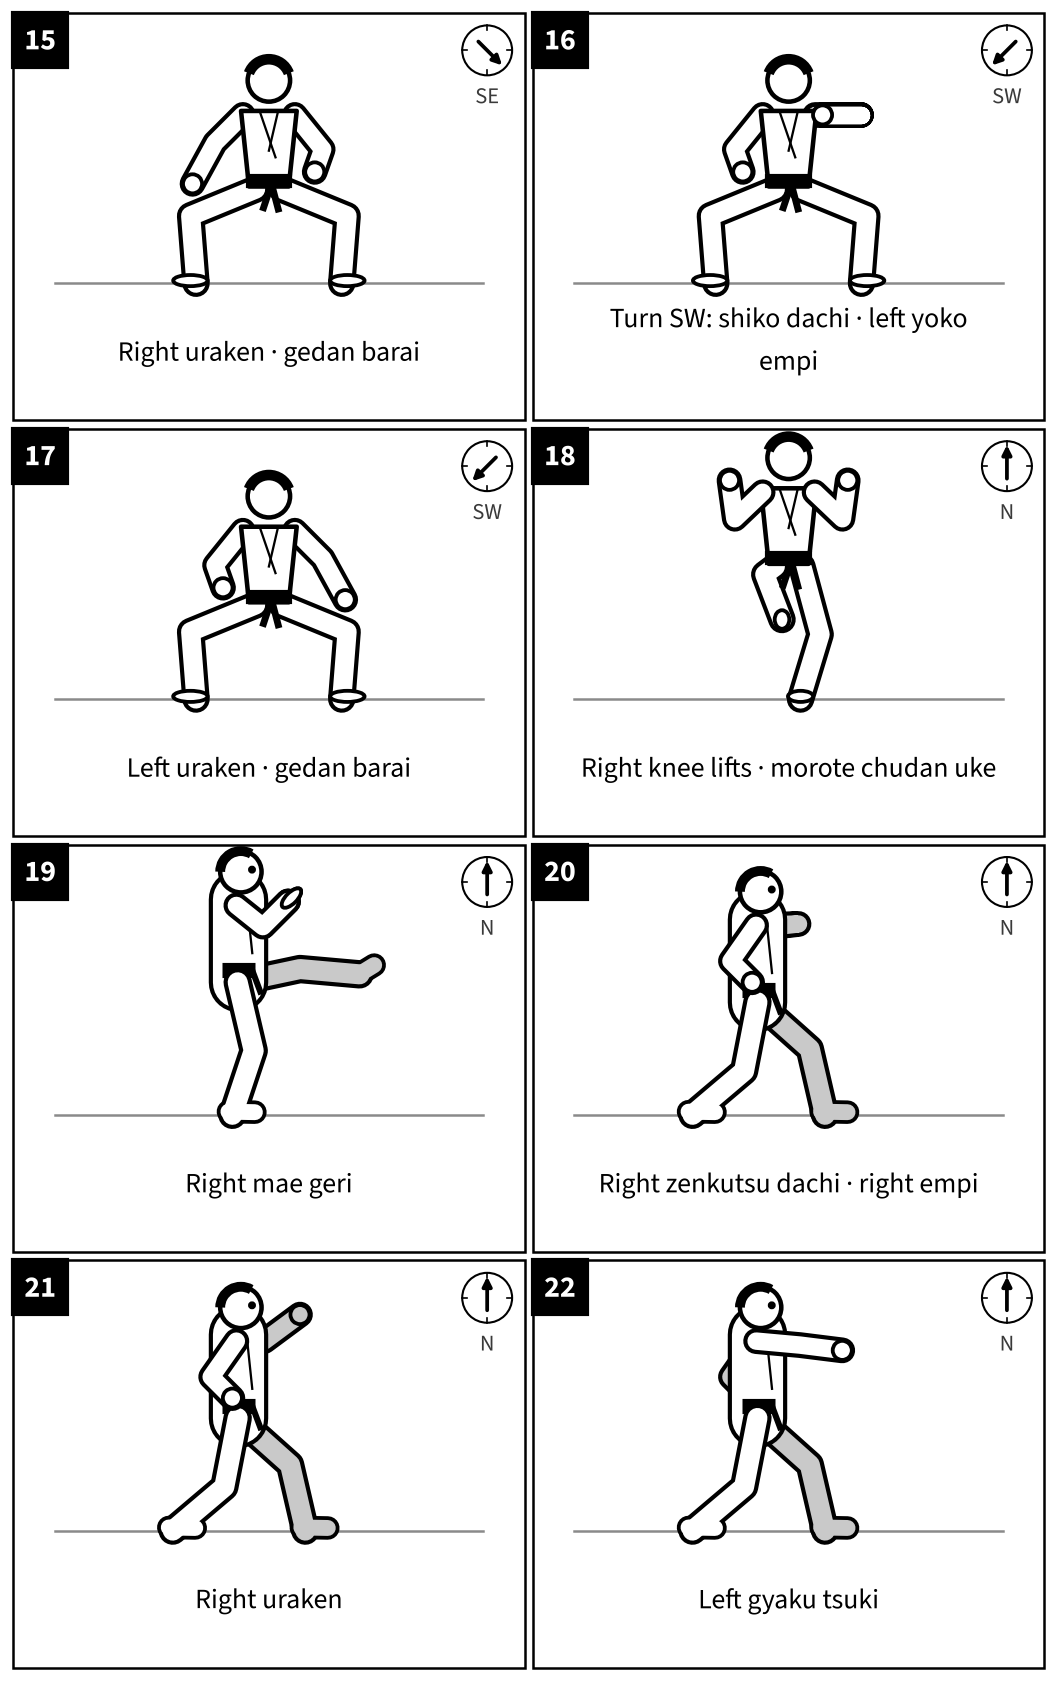 15
SE
Right uraken · gedan barai
16
SW
Turn SW: shiko dachi · left yoko
empi
17
SW
Left uraken · gedan barai
18
N
Right knee lifts · morote chudan uke
19
N
Right mae geri
20
N
Right zenkutsu dachi · right empi
21
N
Right uraken
22
N
Left gyaku tsuki